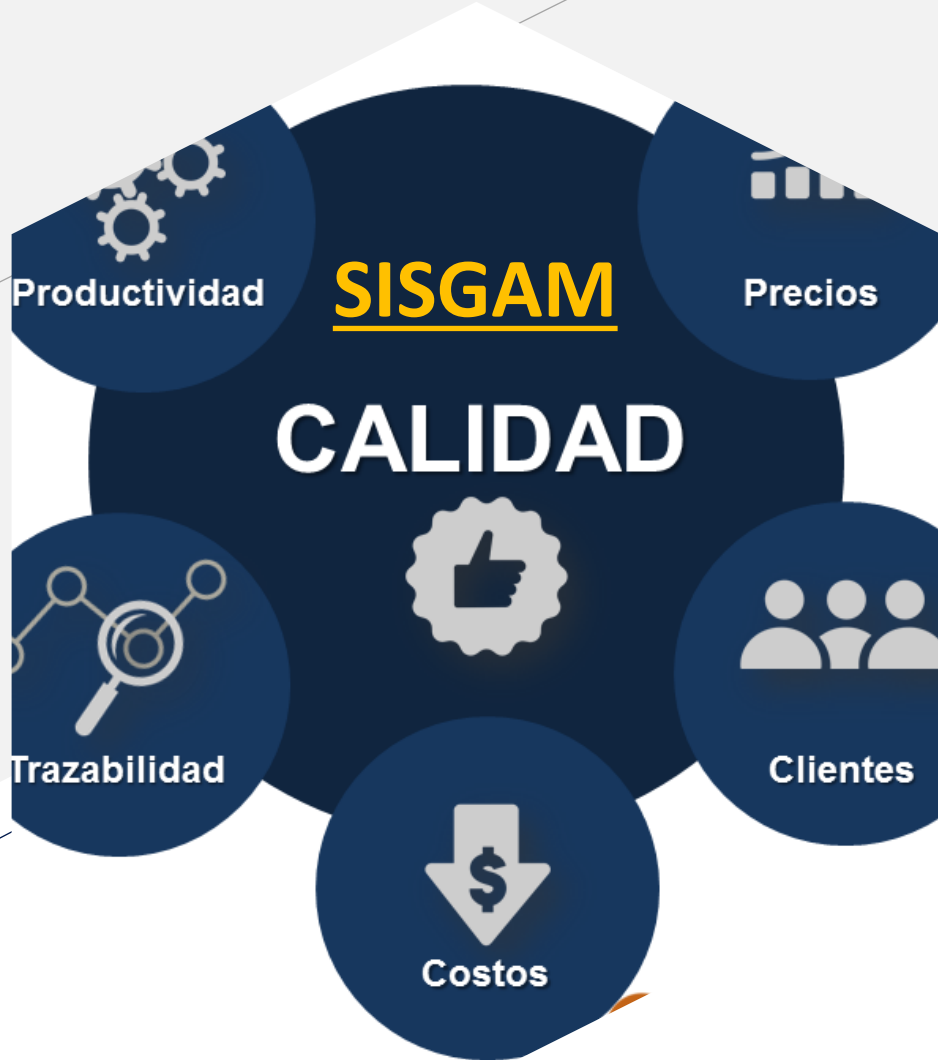 SISGAM
Productividad
Precios
CALIDAD
$
Trazabilidad
Clientes
Costos